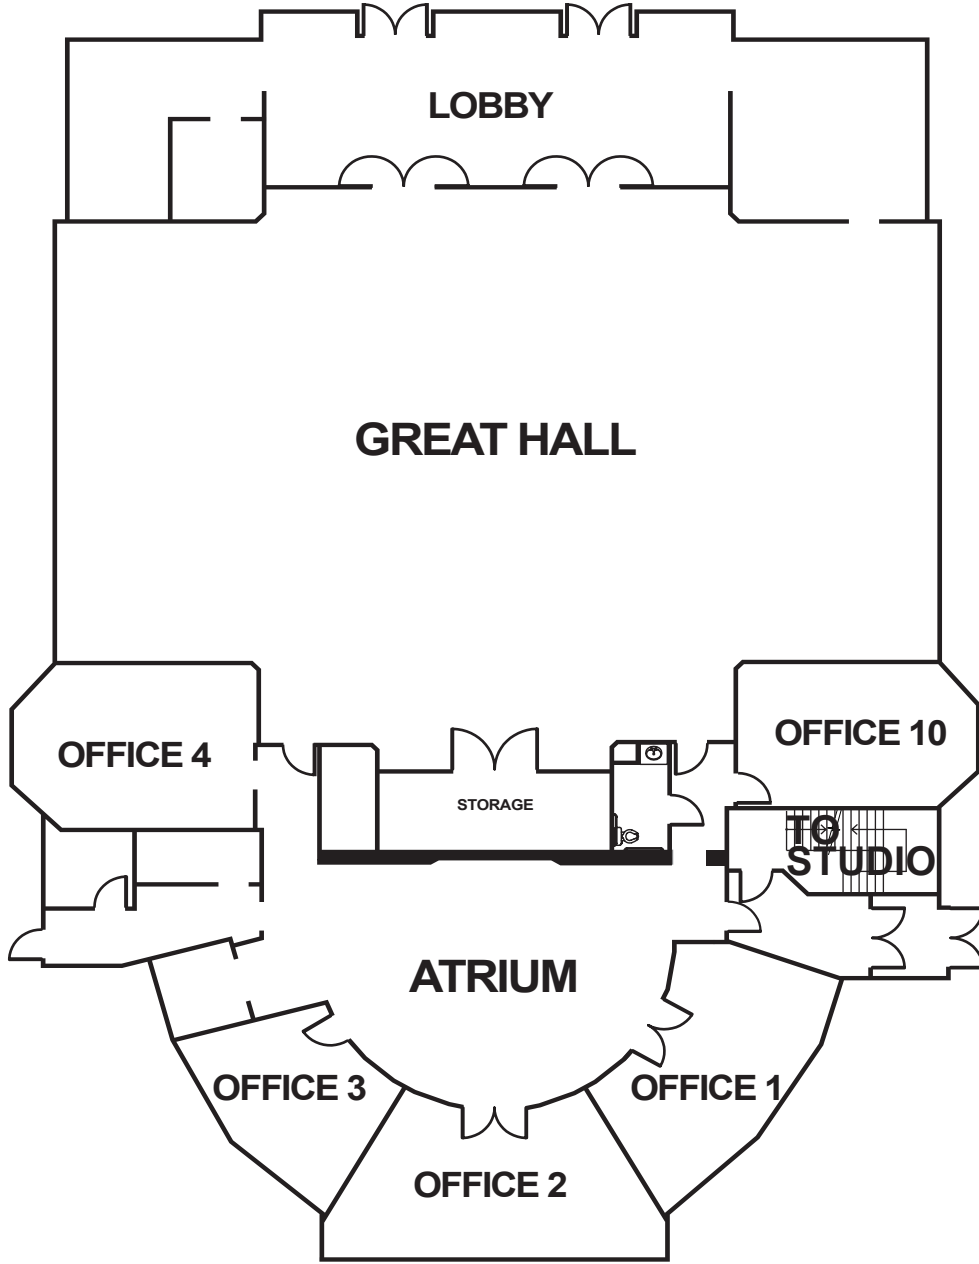 LOBBY
GREAT HALL
OFFICE 4
OFFICE 10
STORAGE
TO
STUDIO
ATRIUM
OFFICE 3
OFFICE 1
OFFICE 2